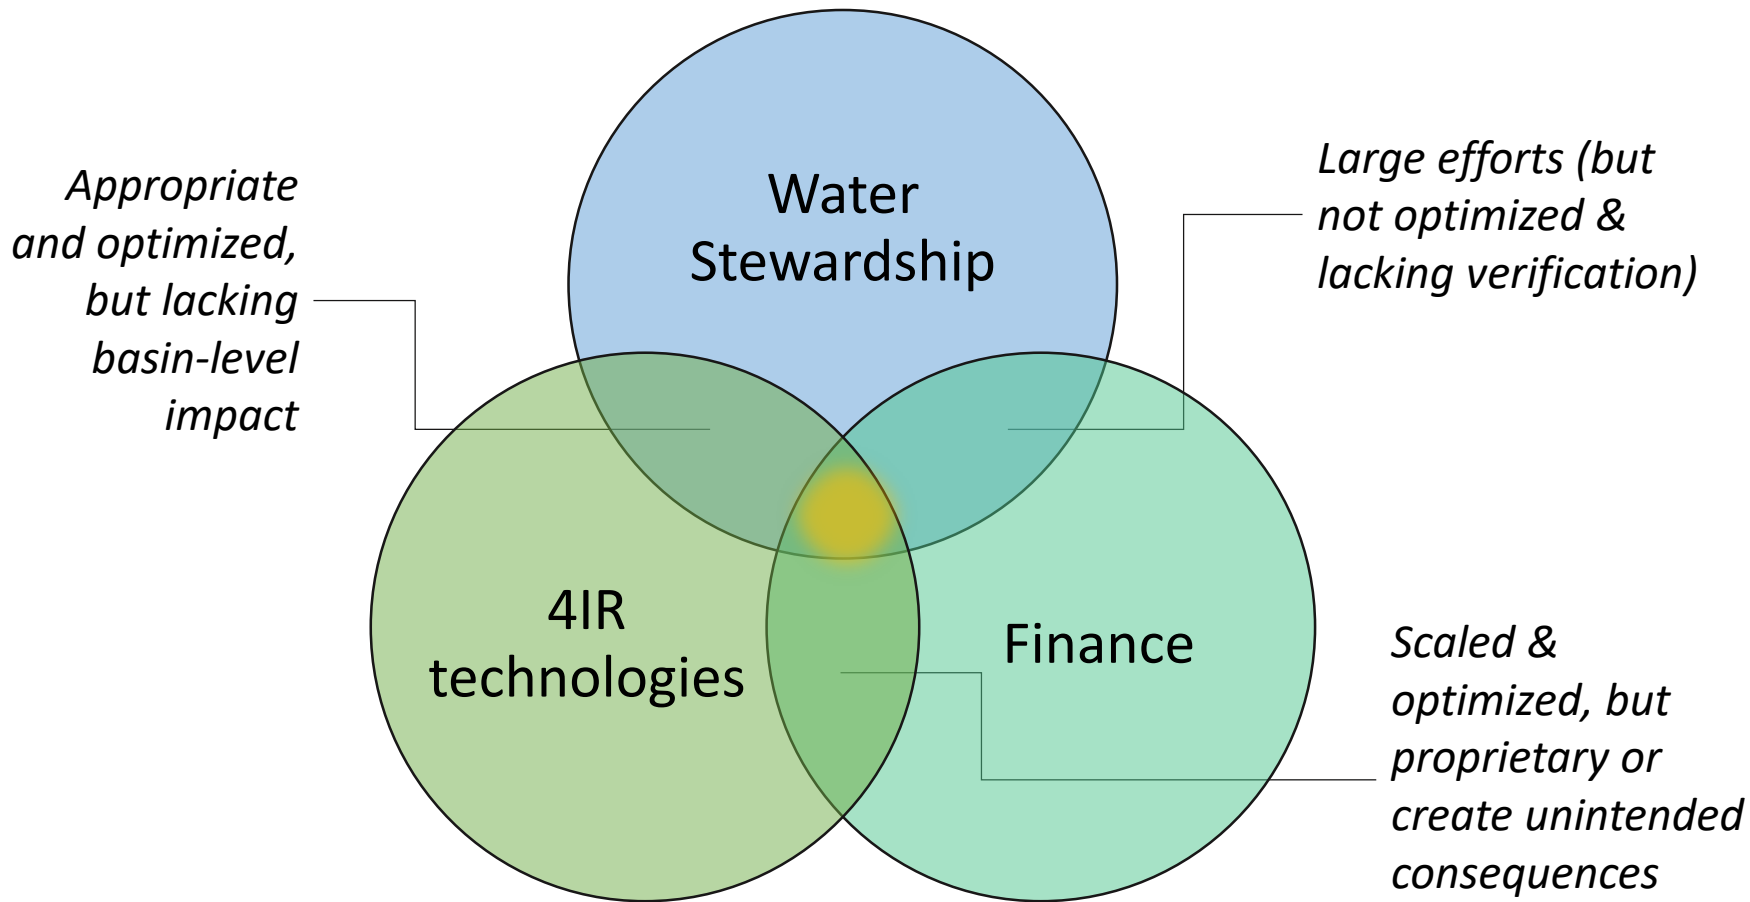 Water
Stewardship
Appropriate
and optimized,
but lacking
basin-level
impact
Large efforts (but
not optimized &
lacking verification)
4IR
technologies
Finance
Scaled &
optimized, but
proprietary or
create unintended
consequences